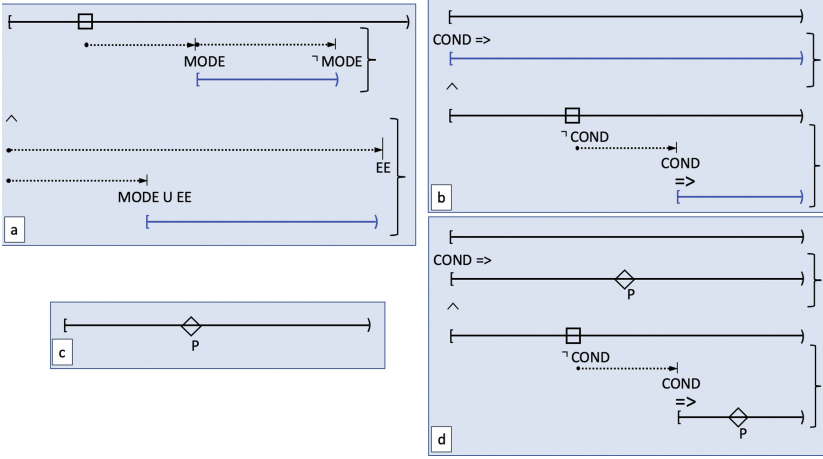 MODE ¬ MODE
^
EE
MODE U EE
a
COND =>
^
¬ COND
COND
=>
b
P
c
COND =>
P
^
¬ COND
COND
=>
P
d